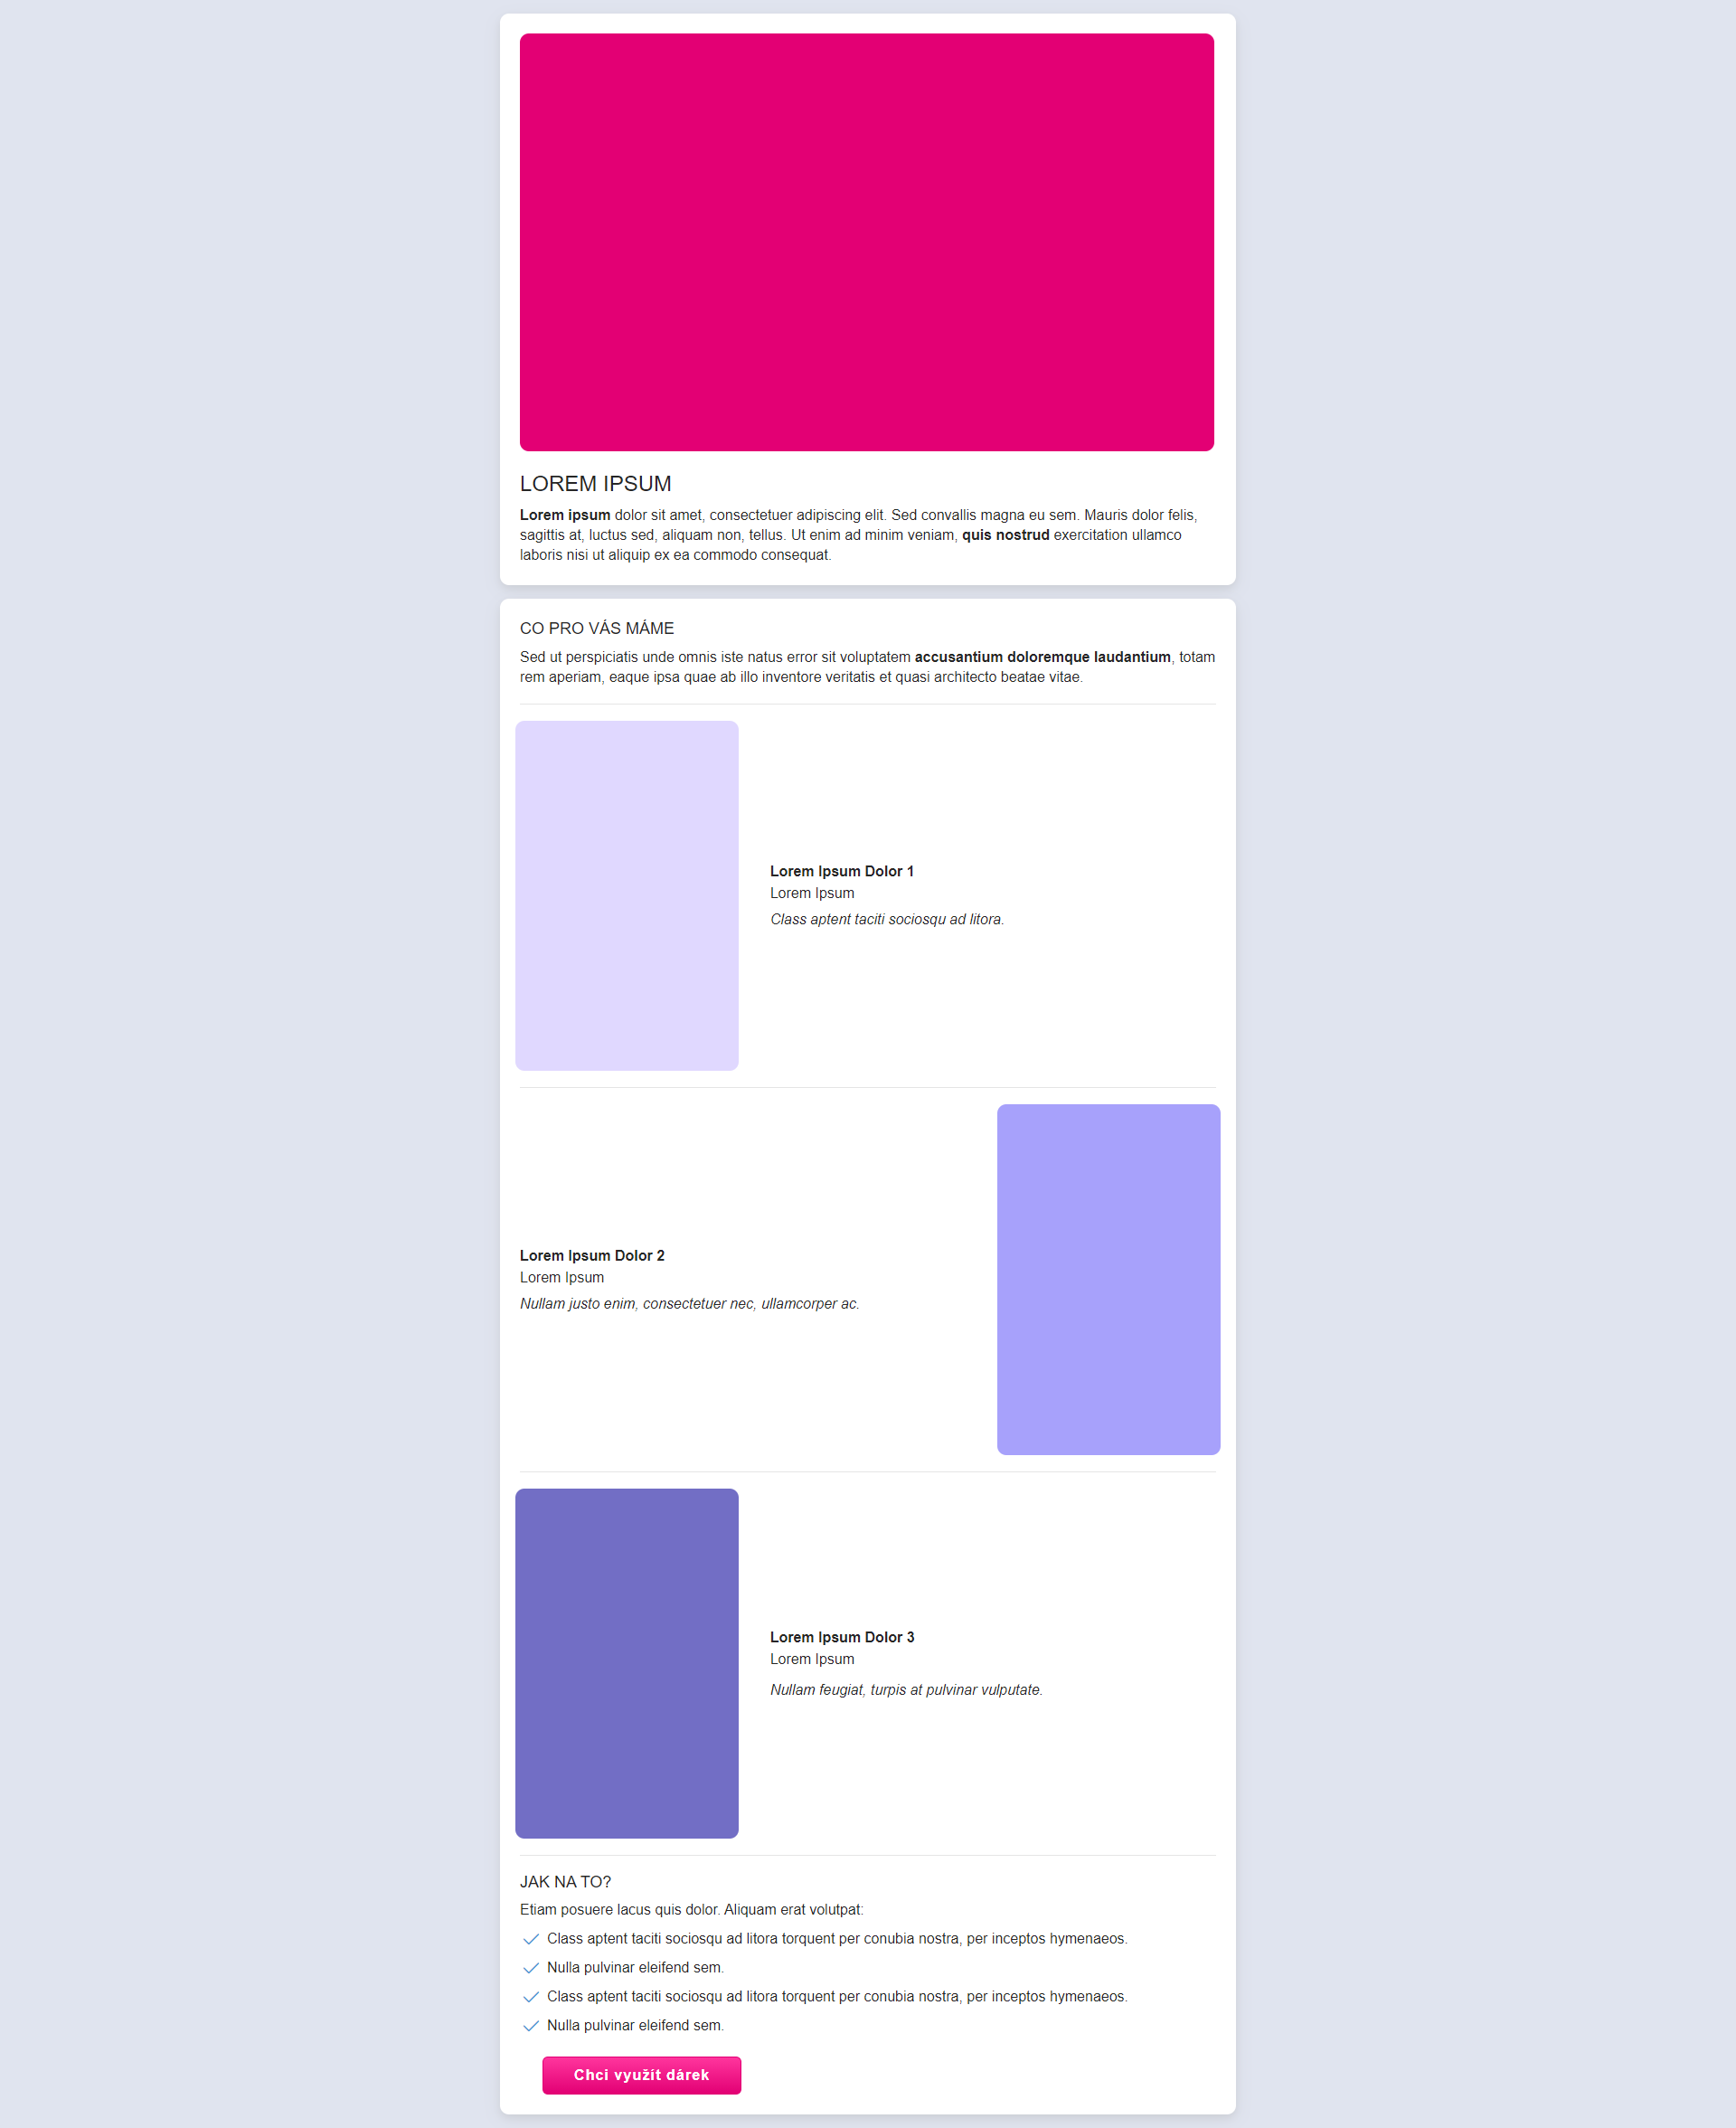 LOREM IPSUM
Lorem ipsum dolor sit amet, consectetuer adipiscing elit. Sed convallis magna eu sem. Mauris dolor felis,
sagittis at, luctus sed, aliquam non, tellus. Ut enim ad minim veniam, quis nostrud exercitation ullamco
laboris nisi ut aliquip ex ea commodo consequat.
CO PRO VÁS MÁME
Sed ut perspiciatis unde omnis iste natus error sit voluptatem accusantium doloremque laudantium, totam
rem aperiam, eaque ipsa quae ab illo inventore veritatis et quasi architecto beatae vitae.
Lorem Ipsum Dolor 1
Lorem Ipsum
Class aptent taciti sociosqu ad litora.
Lorem Ipsum Dolor 2
Lorem Ipsum
Nullam justo enim, consectetuer nec, ullamcorper ac.
Lorem Ipsum Dolor 3
Lorem Ipsum
Nullam feugiat, turpis at pulvinar vulputate.
JAK NA TO?
Etiam posuere lacus quis dolor. Aliquam erat volutpat:
Class aptent taciti sociosqu ad litora torquent per conubia nostra, per inceptos hymenaeos.
Nulla pulvinar eleifend sem.
Class aptent taciti sociosqu ad litora torquent per conubia nostra, per inceptos hymenaeos.
Nulla pulvinar eleifend sem.
Chci využít dárek